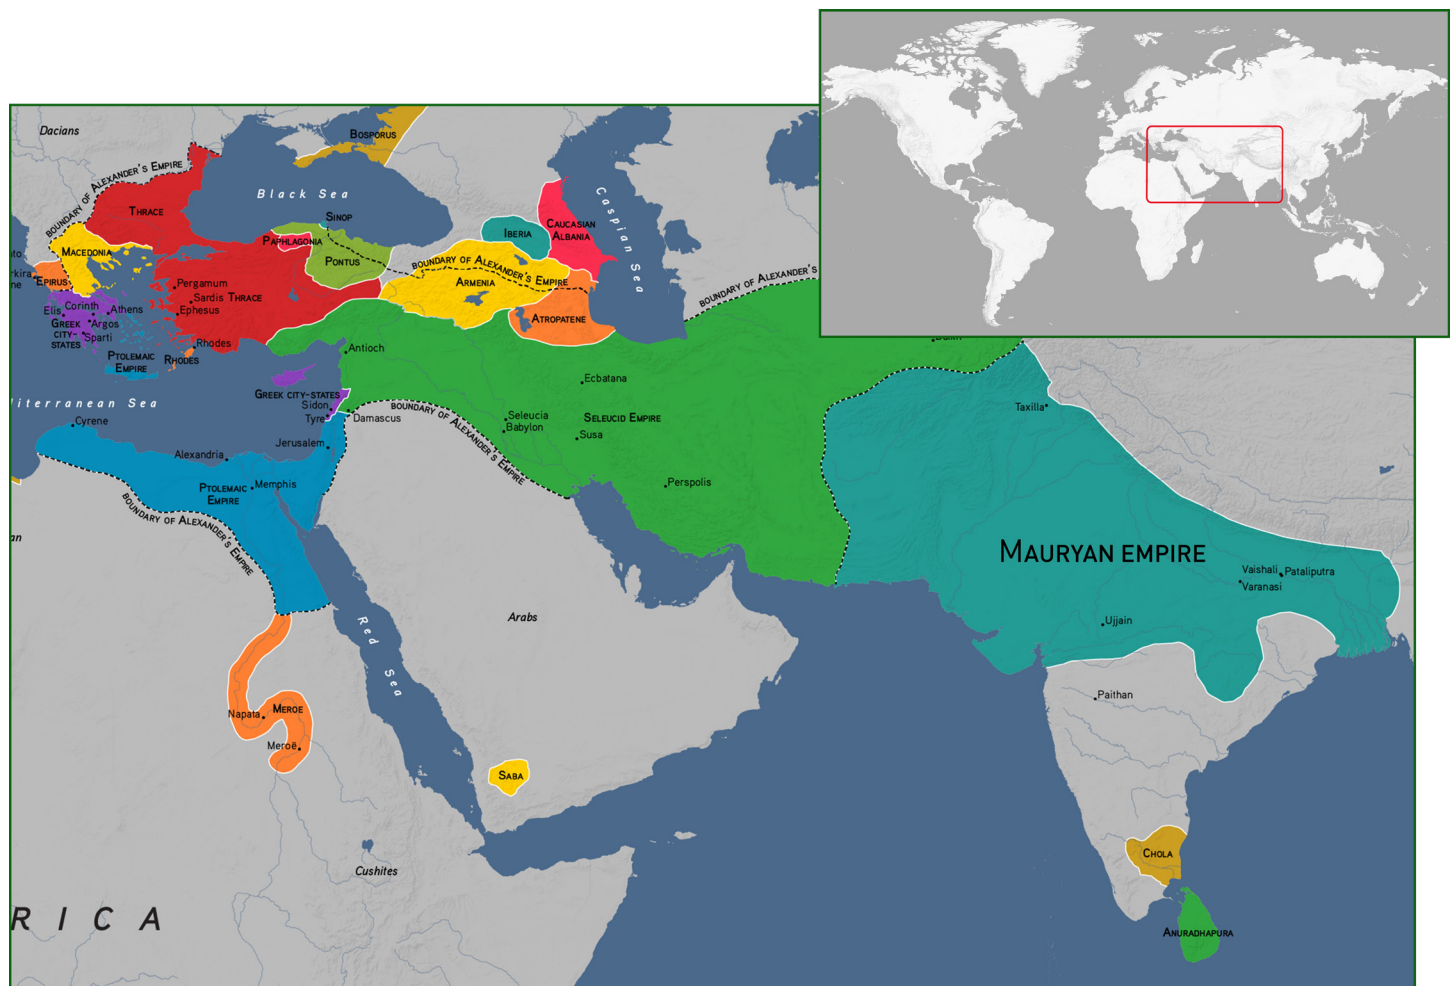 Dacians
BOUNDARY OF ALEXANDER'S EMPIRE
BOSPORUS
Black Sea
Caspian Sea
THRACE
SINOP
PAPHLAGONIA
PONTUS
IBERIA
CAUCASIAN
ALBANIA
MACEDONIA
BOUNDARY OF ALEXANDER'S EMPIRE
ARMENIA
BOUNDARY OF ALEXANDER'S
EPIRUS
Pergamum
Sardis THRACE
Ephesus
Elis
Corinth
Athens
Argos
Sparti
GREEK
CITY-
STATES
ATROPATENE
Rhodes
RHODES
PTOLEMAIC
EMPIRE
Antioch
Ecbatana
GREEK CITY-STATES
Sidon
Tyre
Damascus
BOUNDARY OF ALEXANDER'S EMPIRE
Seleucia
Babylon
SELEUCID EMPIRE
Susa
Taxilla
iterranean Sea
Cyrene
Jerusalem
Alexandria
PTOLEMAIC
EMPIRE
Memphis
Perspolis
BOUNDARY OF ALEXANDER'S EMPIRE
MAURYAN EMPIRE
Vaishali
Pataliputra
Varanasi
Ujjain
Arabs
Red Sea
Paithan
Napata
MEROE
Meroë
SABA
CHOLA
Cushites
RICA
ANURADHAPURA